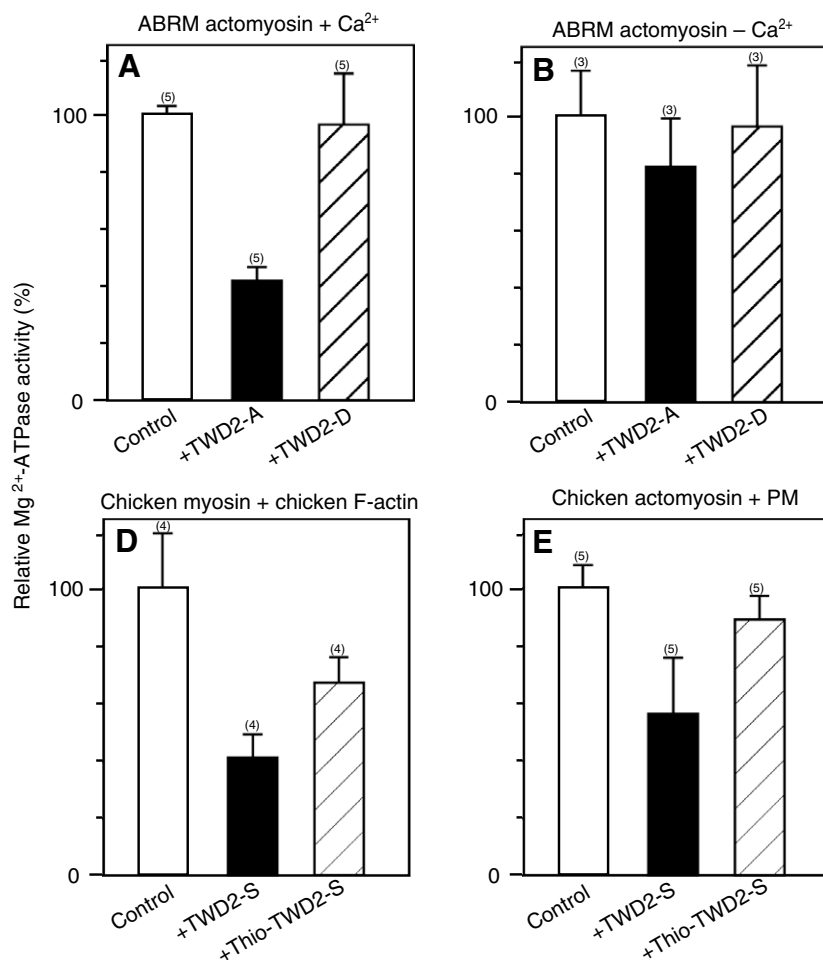 ABRM actomyosin + Ca²⁺
A
(5)
(5)
(5)
100
0
Control
+TWD2-A
+TWD2-D
ABRM actomyosin – Ca²⁺
B
(3)
(3)
(3)
100
0
Control
+TWD2-A
+TWD2-D
Relative Mg²⁺-ATPase activity (%)
Chicken myosin + chicken F-actin
D
(4)
(4)
(4)
100
0
Control
+TWD2-S
+Thio-TWD2-S
Chicken actomyosin + PM
E
(5)
(5)
(5)
100
0
Control
+TWD2-S
+Thio-TWD2-S